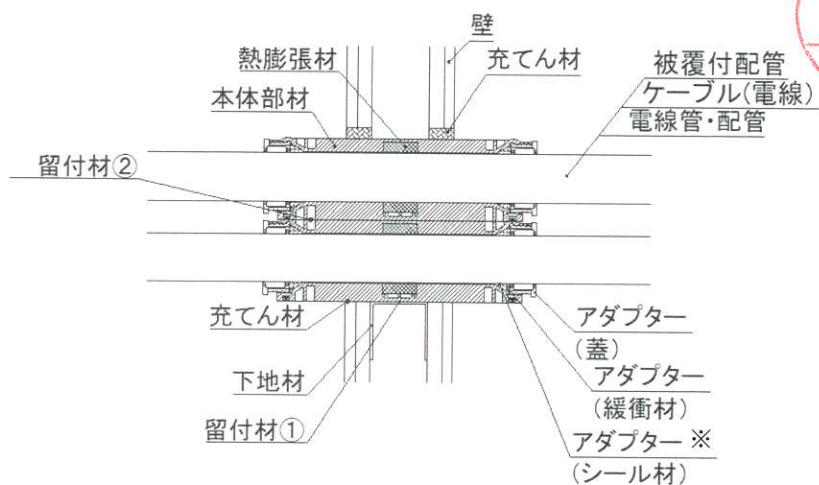 壁
熱膨張材
充てん材
本体部材
被覆付配管
ケーブル(電線)
電線管・配管
留付材②
充てん材
アダプター
(蓋)
下地材
アダプター
(緩衝材)
留付材①
アダプター ※
(シール材)